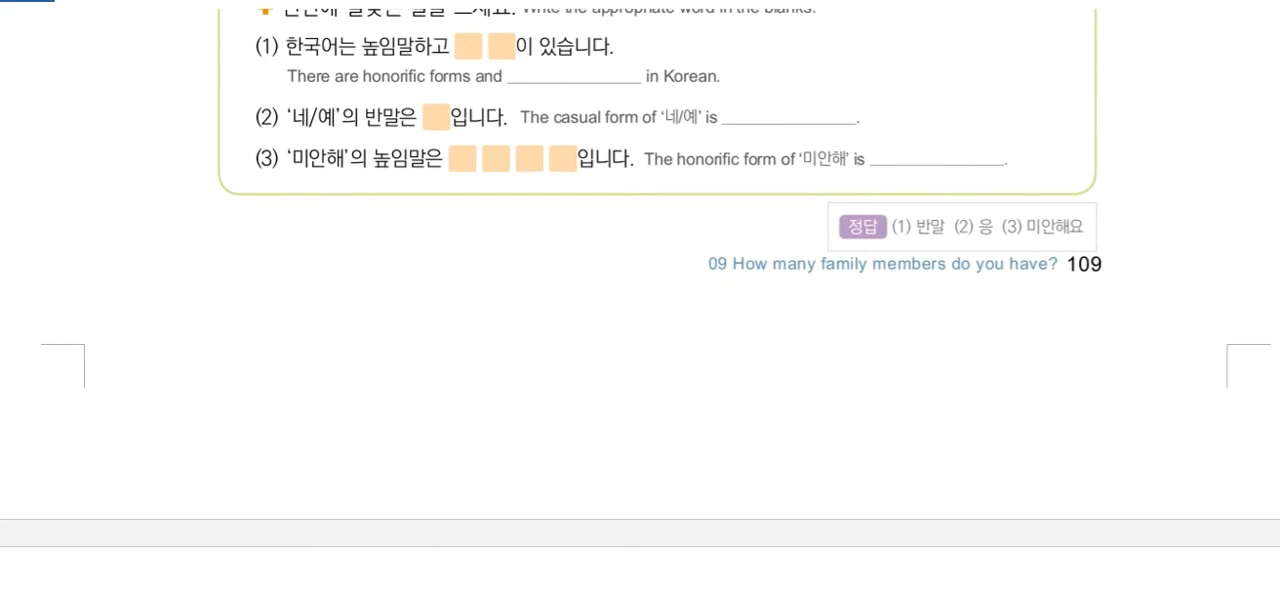 (1) 한국어는 높임말하고 이 있습니다.
There are honorific forms and ______________ in Korean.
(2) ‘네/예’의 반말은 입니다. The casual form of ‘네/예’ is ______________.
(3) ‘미안해’의 높임말은 입니다. The honorific form of ‘미안해’ is ______________.
정답 (1) 반말 (2) 응 (3) 미안해요
09 How many family members do you have? 109